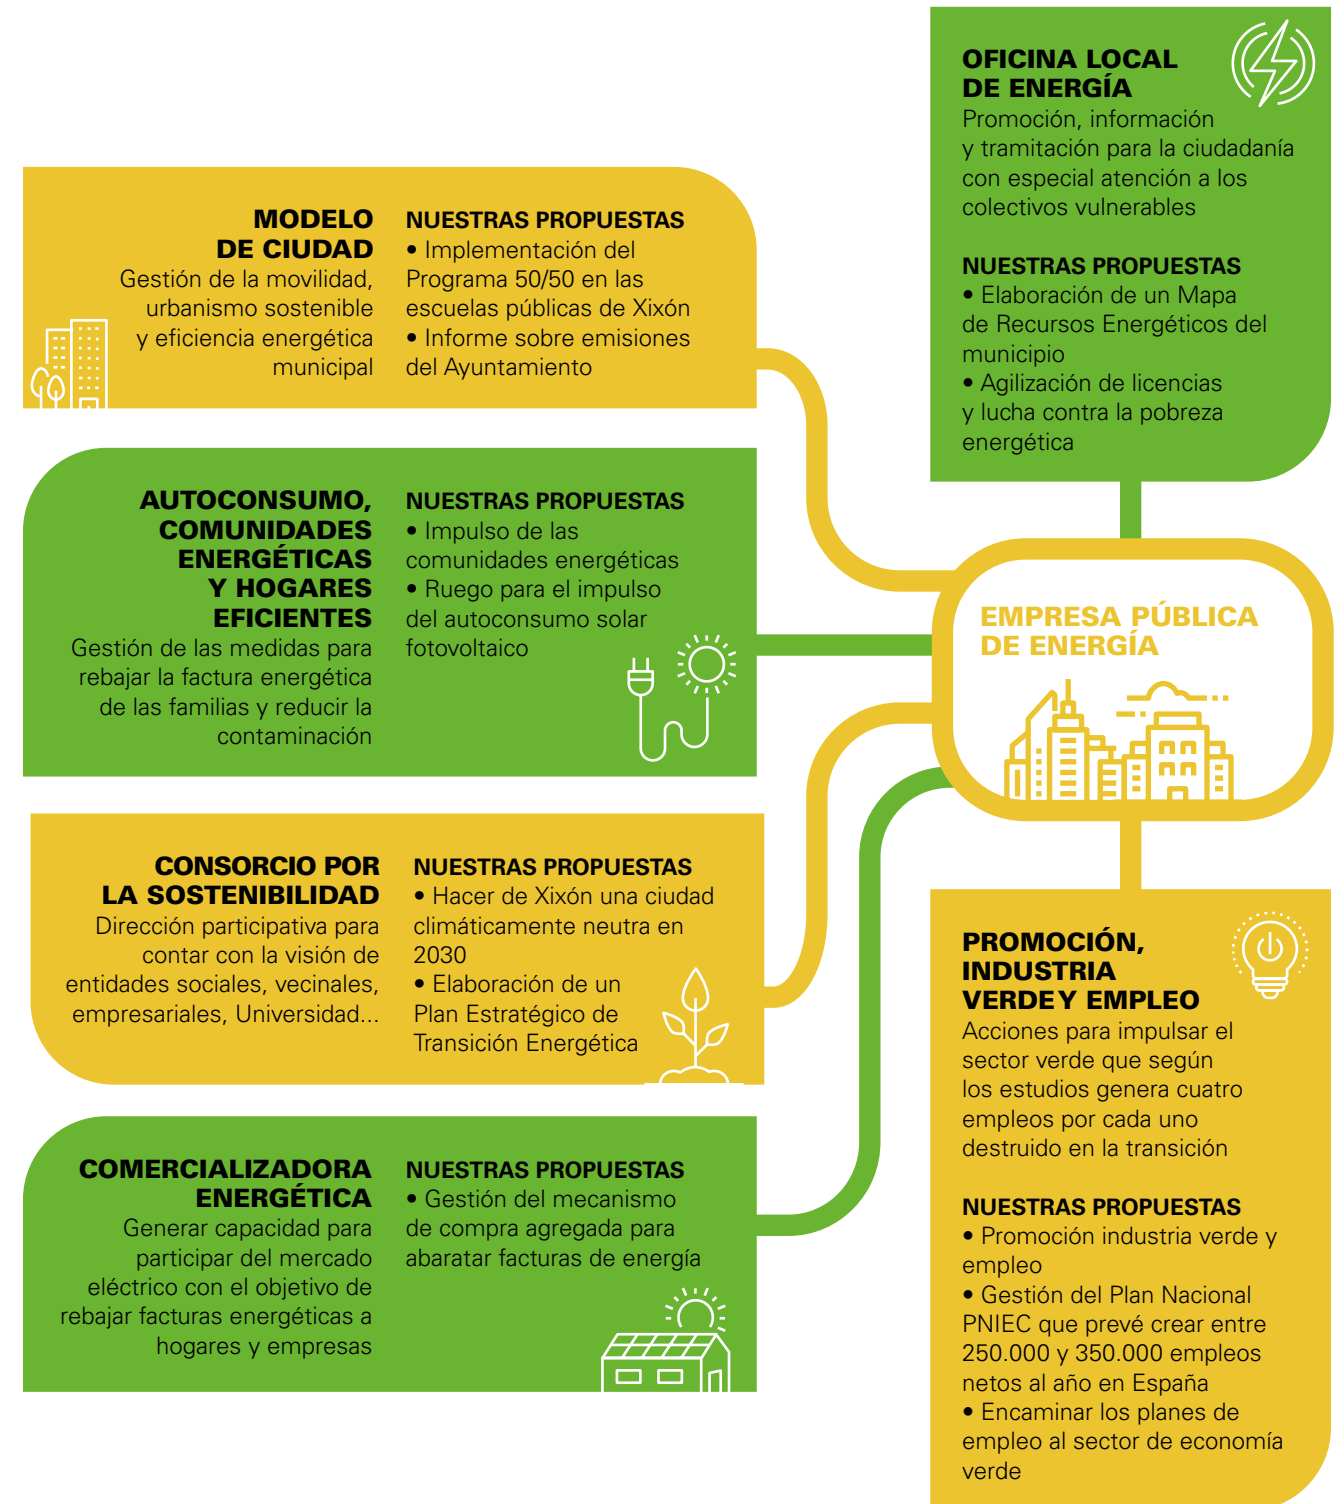 MODELO
DE CIUDAD
Gestión de la movilidad,
urbanismo sostenible
y eficiencia energética
municipal
NUESTRAS PROPUESTAS
• Implementación del
Programa 50/50 en las
escuelas públicas de Xixón
• Informe sobre emisiones
del Ayuntamiento
AUTOCONSUMO,
COMUNIDADES
ENERGÉTICAS
Y HOGARES
EFICIENTES
Gestión de las medidas para
rebajar la factura energética
de las familias y reducir la
contaminación
NUESTRAS PROPUESTAS
• Impulso de las
comunidades energéticas
• Ruego para el impulso
del autoconsumo solar
fotovoltaico
CONSORCIO POR
LA SOSTENIBILIDAD
Dirección participativa para
contar con la visión de
entidades sociales, vecinales,
empresariales, Universidad...
NUESTRAS PROPUESTAS
• Hacer de Xixón una ciudad
climáticamente neutra en
2030
• Elaboración de un
Plan Estratégico de
Transición Energética
COMERCIALIZADORA
ENERGÉTICA
Generar capacidad para
participar del mercado
eléctrico con el objetivo de
rebajar facturas energéticas a
hogares y empresas
NUESTRAS PROPUESTAS
• Gestión del mecanismo
de compra agregada para
abaratar facturas de energía
OFICINA LOCAL
DE ENERGÍA
Promoción, información
y tramitación para la ciudadanía
con especial atención a los
colectivos vulnerables
NUESTRAS PROPUESTAS
• Elaboración de un Mapa
de Recursos Energéticos del
municipio
• Agilización de licencias
y lucha contra la pobreza
energética
EMPRESA PÚBLICA
DE ENERGÍA
PROMOCIÓN,
INDUSTRIA
VERDE Y EMPLEO
Acciones para impulsar el
sector verde que según
los estudios genera cuatro
empleos por cada uno
destruido en la transición
NUESTRAS PROPUESTAS
• Promoción industria verde y
empleo
• Gestión del Plan Nacional
PNIEC que prevé crear entre
250.000 y 350.000 empleos
netos al año en España
• Encaminar los planes de
empleo al sector de economía
verde